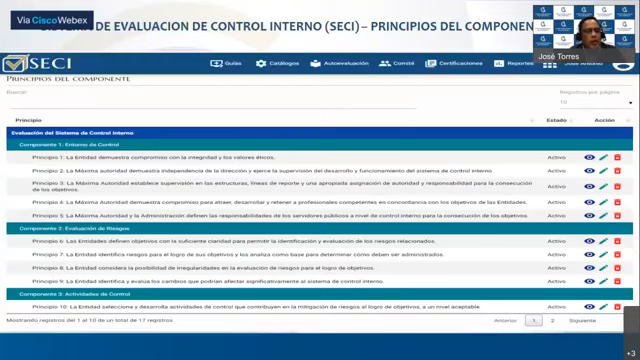 Via Cisco Webex
DE EVALUACION DE CONTROL INTERNO (SECI) – PRINCIPIOS DEL COMPONEN
José Torres
SECI
Guías
Catálogos
Autoevaluación
Comité
Certificaciones
Reportes
PRINCIPIOS DEL COMPONENTE
Buscar:
Registros por página
10
Principio
Estado
Acción
Evaluación del Sistema de Control Interno
Componente 1: Entorno de Control
Principio 1: La Entidad demuestra compromiso con la integridad y los valores éticos.
Activo
Principio 2: La Máxima autoridad demuestra independencia de la dirección y ejerce la supervisión del desarrollo y funcionamiento del sistema de control interno
Activo
Principio 3: La Máxima Autoridad establece supervisión en las estructuras, líneas de reporte y una apropiada asignación de autoridad y responsabilidad para la consecución
de los objetivos.
Activo
Principio 4: La Máxima Autoridad demuestra compromiso para atraer, desarrollar y retener a profesionales competentes en concordancia con los objetivos de las Entidades.
Activo
Principio 5: La Máxima Autoridad y la Administración definen las responsabilidades de los servidores públicos a nivel de control interno para la consecución de los objetivos.
Activo
Componente 2: Evaluación de Riesgos
Principio 6: Las Entidades definen objetivos con la suficiente claridad para permitir la identificación y evaluación de los riesgos relacionados.
Activo
Principio 7: La Entidad identifica riesgos para el logro de sus objetivos y los analiza como base para determinar cómo deben ser administrados.
Activo
Principio 8: La Entidad considera la posibilidad de irregularidades en la evaluación de riesgos para el logro de los objetivos.
Activo
Principio 9: La Entidad identifica y evalúa los cambios que podrían afectar significativamente al sistema de control interno.
Activo
Componente 3: Actividades de Control
Principio 10: La Entidad selecciona y desarrolla actividades de control que contribuyen en la mitigación de riesgos al logro de objetivos, a un nivel aceptable
Activo
Mostrando registros del 1 al 10 de un total de 17 registros
Anterior
1
2
Siguiente
+3